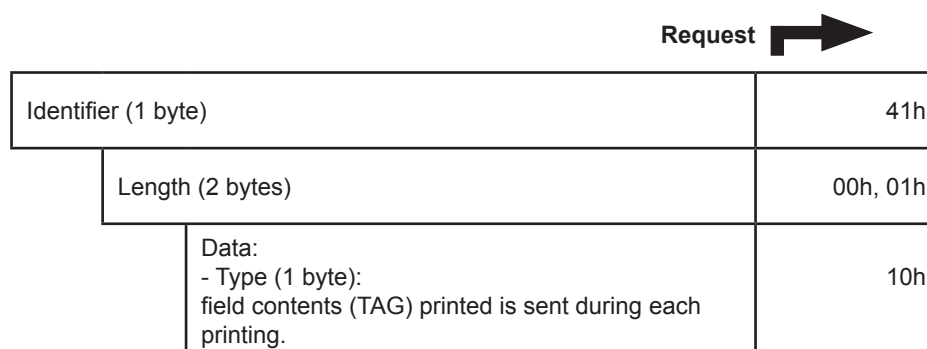 Request
Identifier (1 byte)
41h
Length (2 bytes)
00h, 01h
Data:
- Type (1 byte):
10h
field contents (TAG) printed is sent during each
printing.